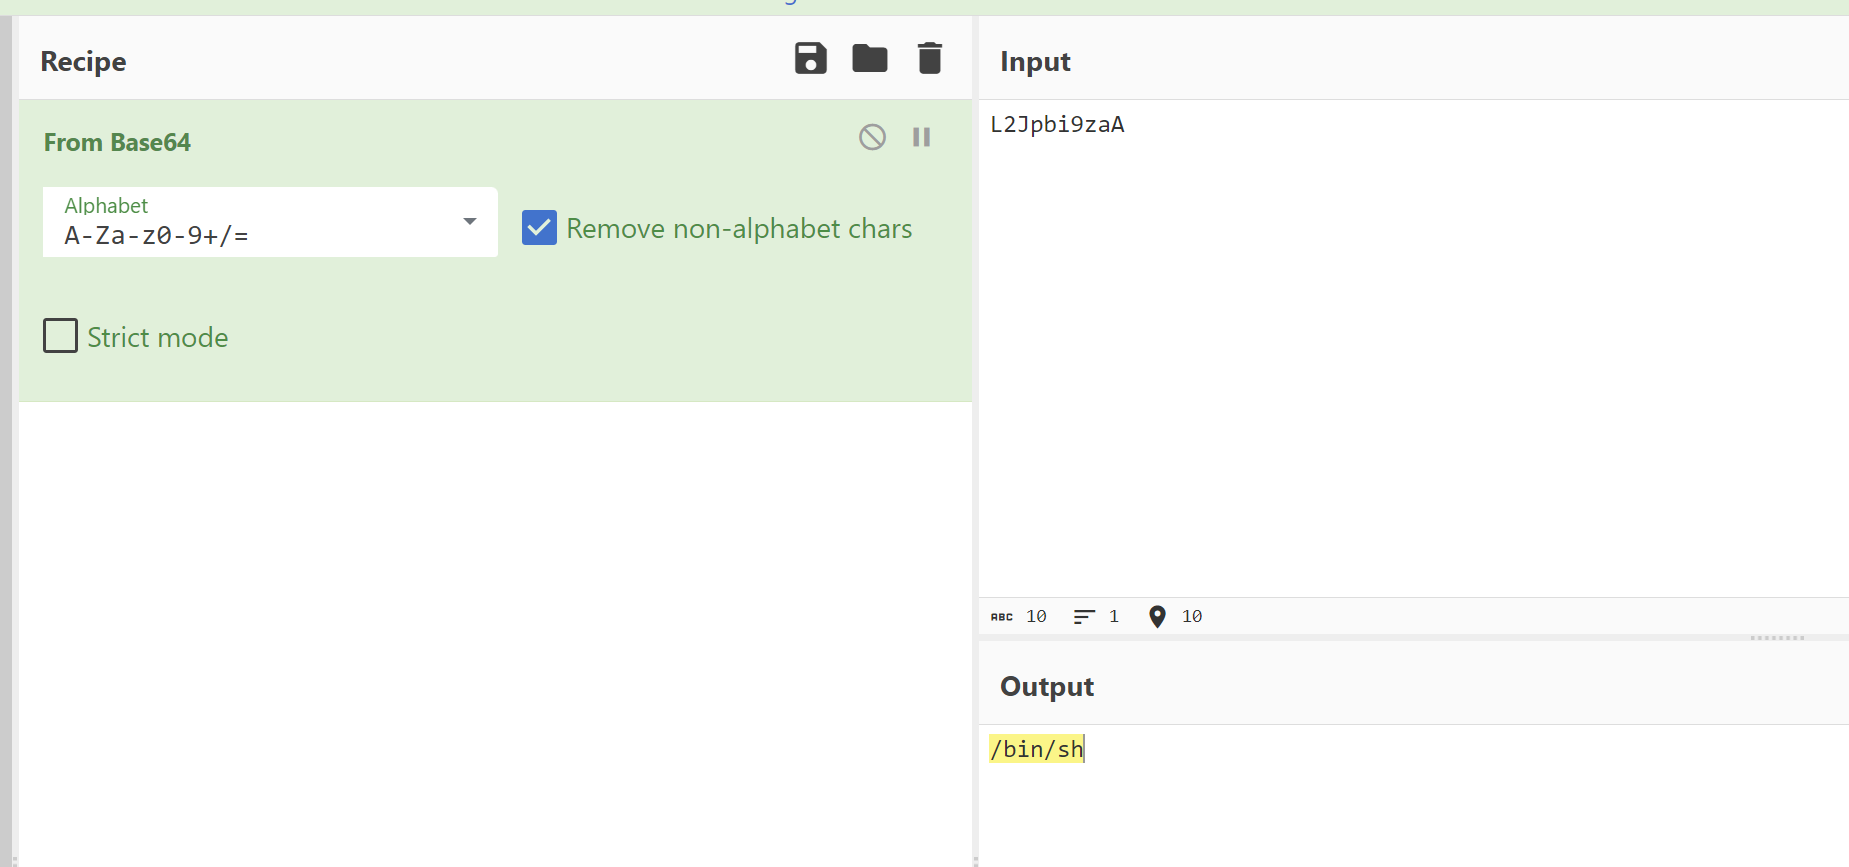 Recipe
From Base64
Alphabet
A-Za-z0-9+/=
Remove non-alphabet chars
Strict mode
Input
L2Jpbi9zaA
ABC 10 1 10
Output
/bin/sh